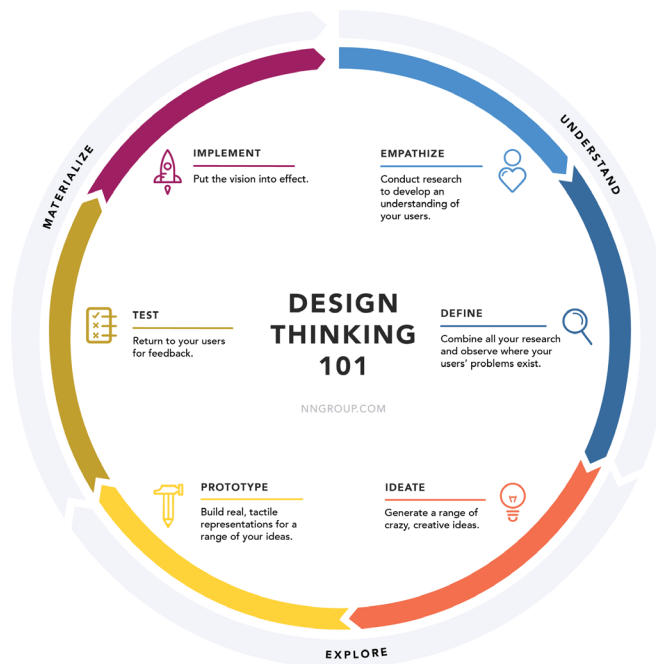 DESIGN
THINKING
101
NNGROUP.COM
UNDERSTAND
EMPATHIZE
Conduct research
to develop an
understanding of
your users.
DEFINE
Combine all your research
and observe where your
users’ problems exist.
EXPLORE
IDEATE
Generate a range of
crazy, creative ideas.
PROTOTYPE
Build real, tactile
representations for a
range of your ideas.
MATERIALIZE
TEST
Return to your users
for feedback.
IMPLEMENT
Put the vision into effect.